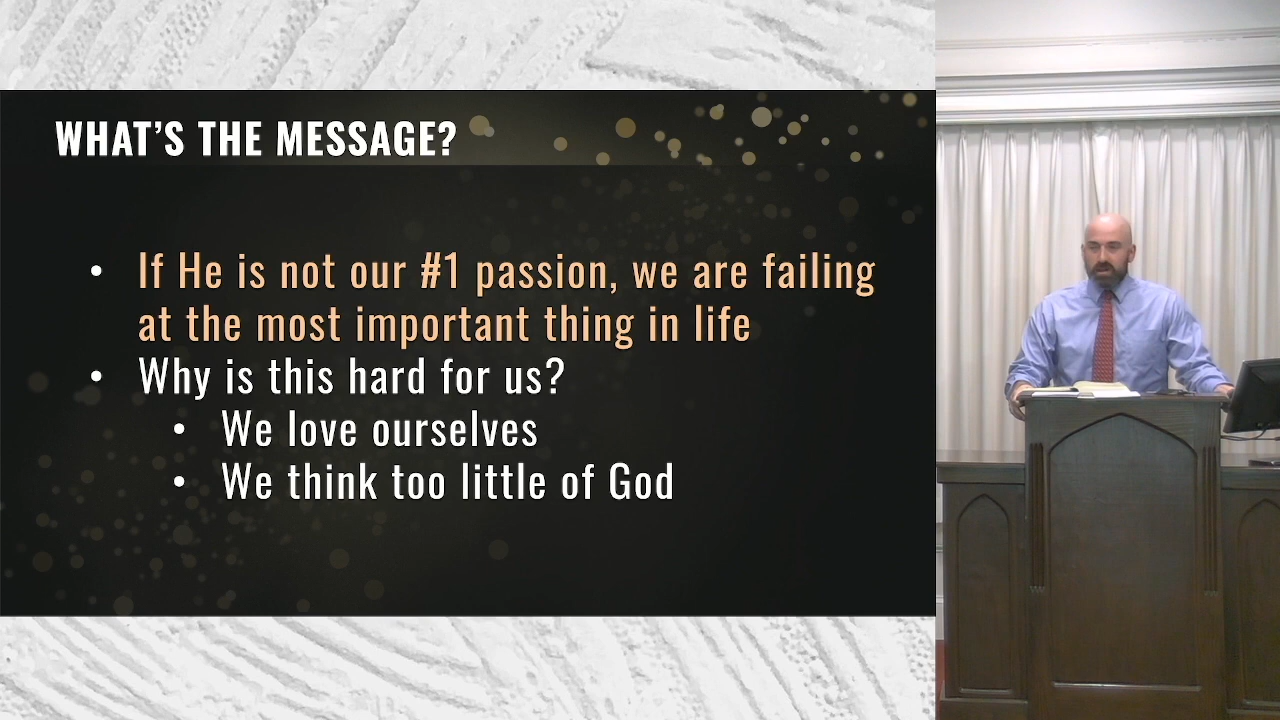 WHAT'S THE MESSAGE?
• If He is not our #1 passion, we are failing
at the most important thing in life
• Why is this hard for us?
• We love ourselves
• We think too little of God